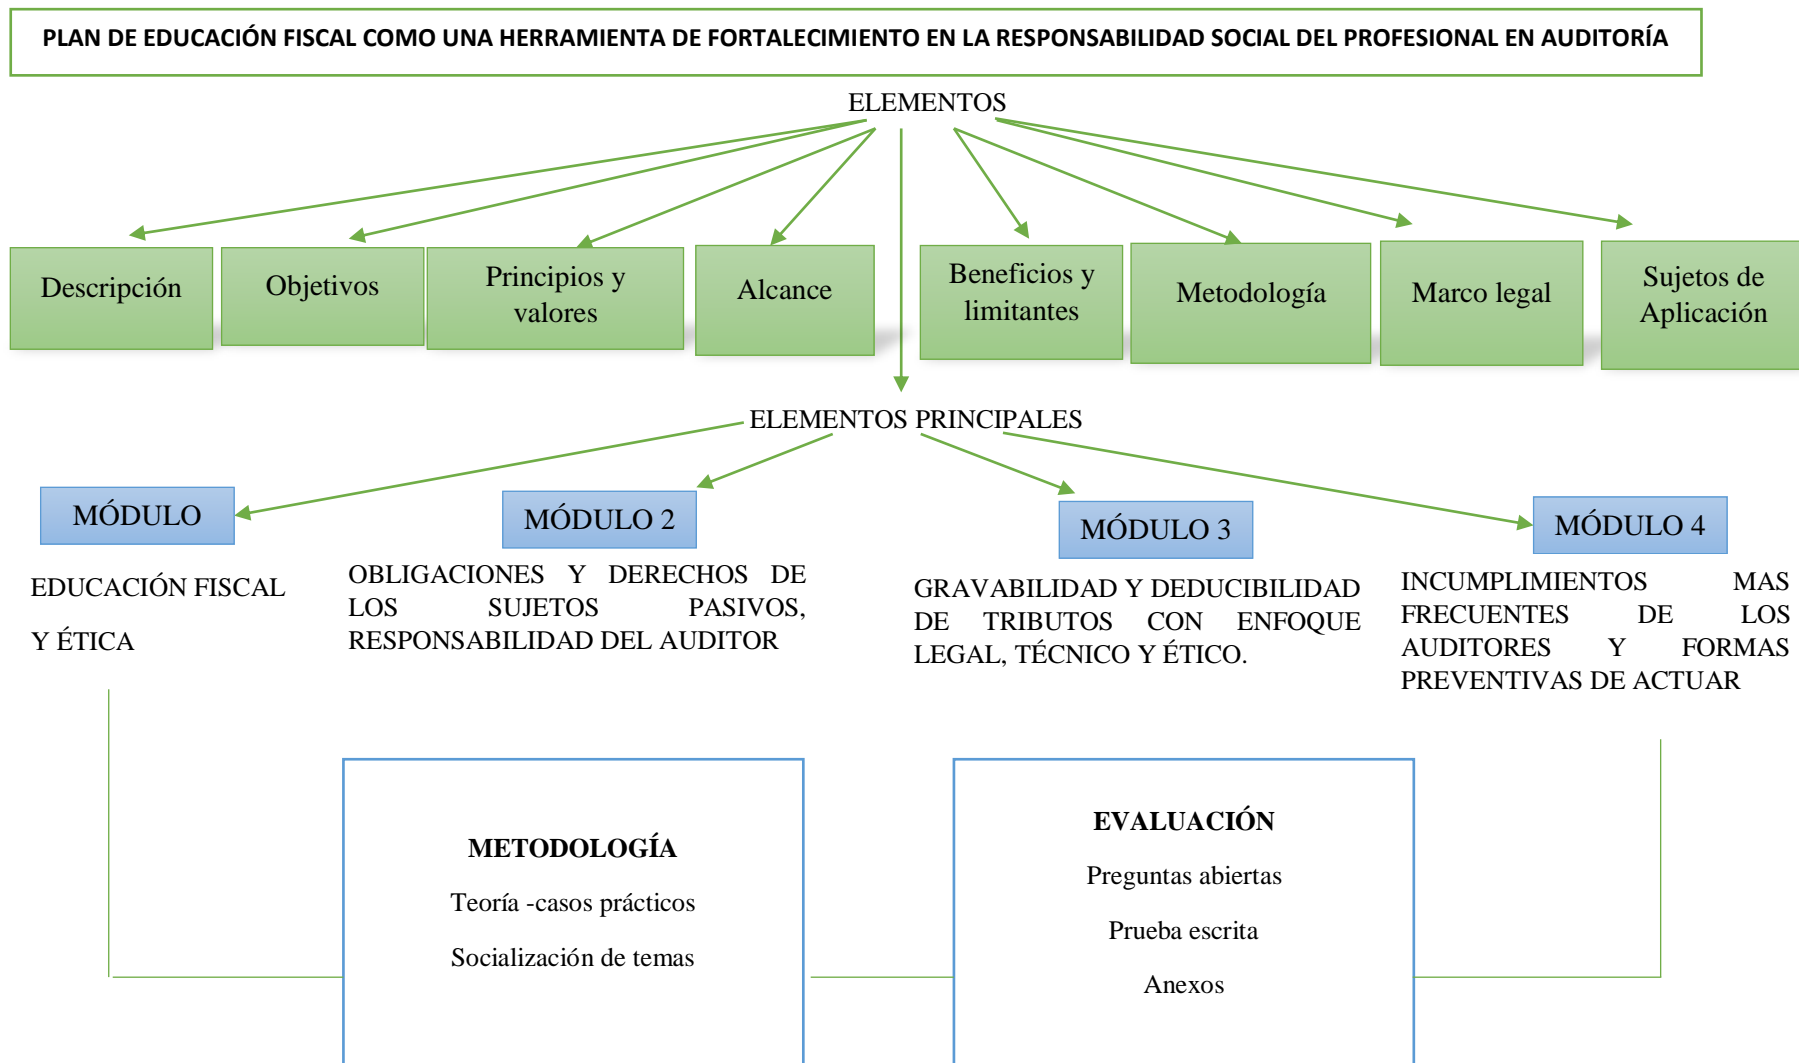 PLAN DE EDUCACIÓN FISCAL COMO UNA HERRAMIENTA DE FORTALECIMIENTO EN LA RESPONSABILIDAD SOCIAL DEL PROFESIONAL EN AUDITORÍA
ELEMENTOS
Descripción
Objetivos
Principios y
valores
Alcance
Beneficios y
limitantes
Metodología
Marco legal
Sujetos de
Aplicación
ELEMENTOS PRINCIPALES
MÓDULO
EDUCACIÓN FISCAL
Y ÉTICA
MÓDULO 2
OBLIGACIONES Y DERECHOS DE
LOS SUJETOS PASIVOS,
RESPONSABILIDAD DEL AUDITOR
MÓDULO 3
GRAVABILIDAD Y DEDUCIBILIDAD
DE TRIBUTOS CON ENFOQUE
LEGAL, TÉCNICO Y ÉTICO.
MÓDULO 4
INCUMPLIMIENTOS MAS
FRECUENTES DE LOS
AUDITORES Y FORMAS
PREVENTIVAS DE ACTUAR
METODOLOGÍA
Teoría -casos prácticos
Socialización de temas
EVALUACIÓN
Preguntas abiertas
Prueba escrita
Anexos